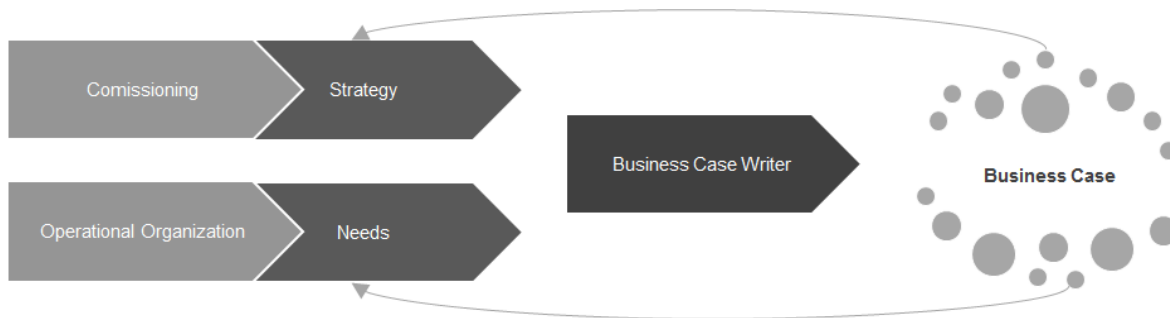 Comissioning
Strategy
Business Case Writer
Business Case
Operational Organization
Needs